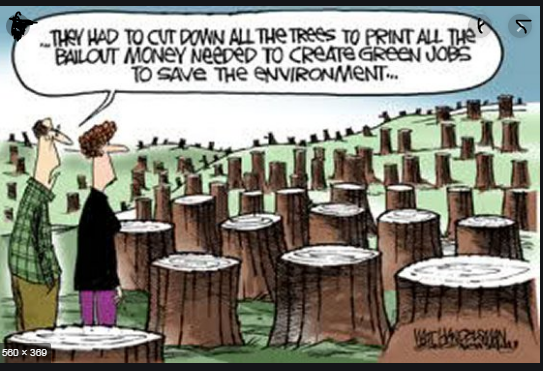 ...THEY HAD TO CUT DOWN ALL THE TREES TO PRINT ALL THE
BAILOUT MONEY NEEDED TO CREATE GREEN JOBS
TO SAVE THE ENVIRONMENT...
WALT HANDELSMAN
560 × 369